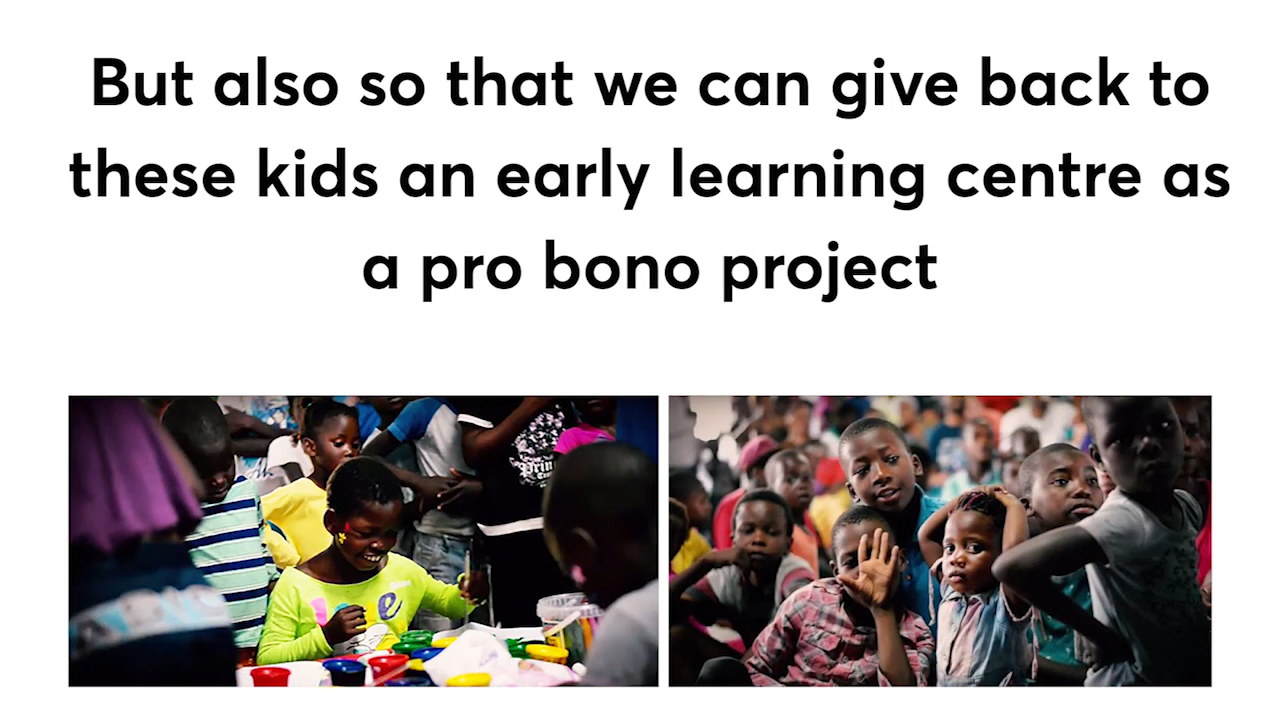 But also so that we can give back to
these kids an early learning centre as
a pro bono project